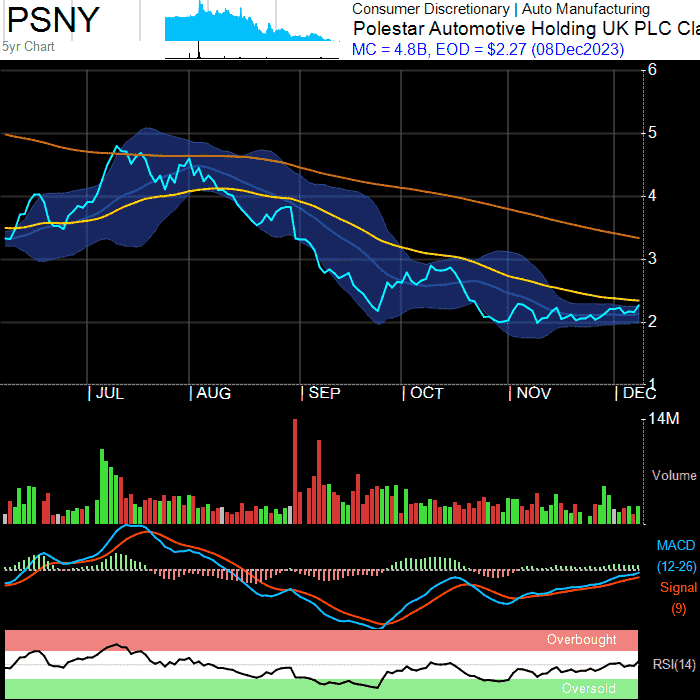 PSNY
5yr Chart
Consumer Discretionary | Auto Manufacturing
Polestar Automotive Holding UK PLC Cla
MC = 4.8B, EOD = $2.27 (08Dec2023)
6
5
4
3
2
1
JUL AUG SEP OCT NOV DEC
14M
Volume
MACD
(12-26)
Signal
(9)
Overbought
RSI(14)
Oversold